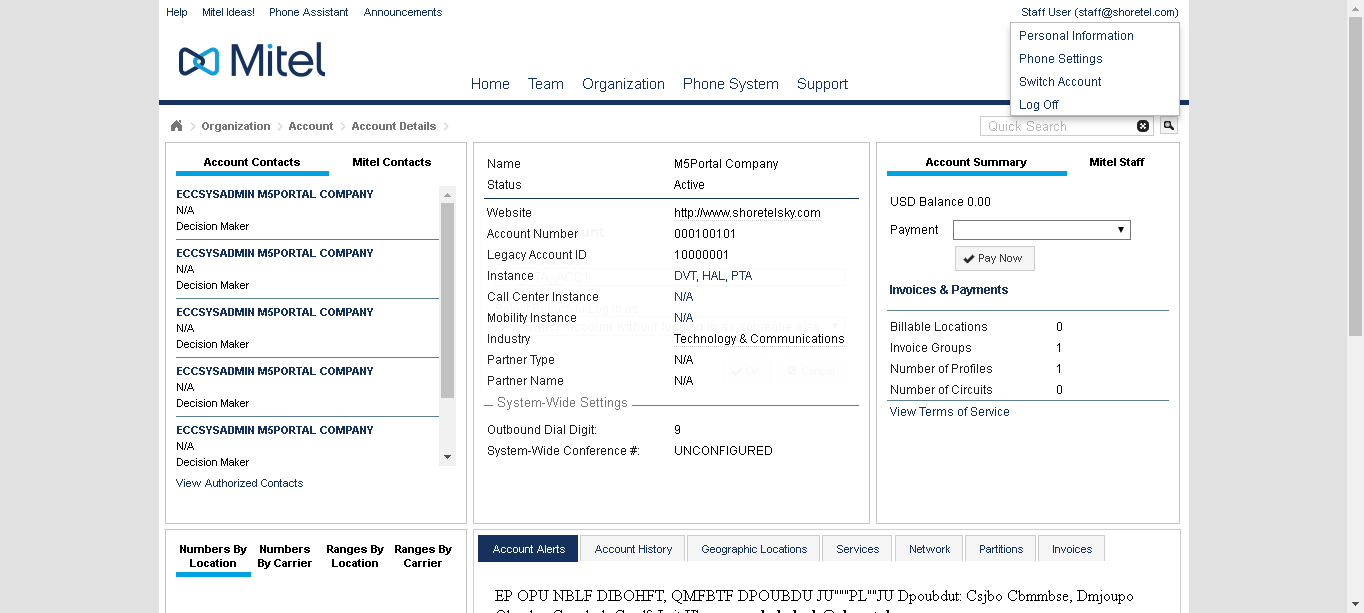 Help Mitel Ideas! Phone Assistant Announcements
Staff User (staff@shoretel.com)
Personal Information
Phone Settings
Switch Account
Log Off
Mitel
Home Team Organization Phone System Support
Organization Account Account Details
Quick Search
Account Contacts Mitel Contacts
ECCSYSADMIN M5PORTAL COMPANY
N/A
Decision Maker
ECCSYSADMIN M5PORTAL COMPANY
N/A
Decision Maker
ECCSYSADMIN M5PORTAL COMPANY
N/A
Decision Maker
ECCSYSADMIN M5PORTAL COMPANY
N/A
Decision Maker
ECCSYSADMIN M5PORTAL COMPANY
N/A
Decision Maker
View Authorized Contacts
Name M5Portal Company
Status Active
Website http://www.shoretelsky.com
Account Number 000100101
Legacy Account ID 10000001
Instance DVT, HAL, PTA
Call Center Instance N/A
Mobility Instance N/A
Industry Technology & Communications
Partner Type N/A
Partner Name N/A
System-Wide Settings
Outbound Dial Digit: 9
System-Wide Conference #: UNCONFIGURED
Account Summary Mitel Staff
USD Balance 0.00
Payment
Pay Now
Invoices & Payments
Billable Locations 0
Invoice Groups 1
Number of Profiles 1
Number of Circuits 0
View Terms of Service
Numbers By Location Numbers By Carrier Ranges By Location Ranges By Carrier
Account Alerts Account History Geographic Locations Services Network Partitions Invoices
EP OPU NBLF DIBOHFT, QMFBTF DPOUBDU JU"""PL""JU Dpoubdut: Csjbo Cbmmbse, Dmjoupo